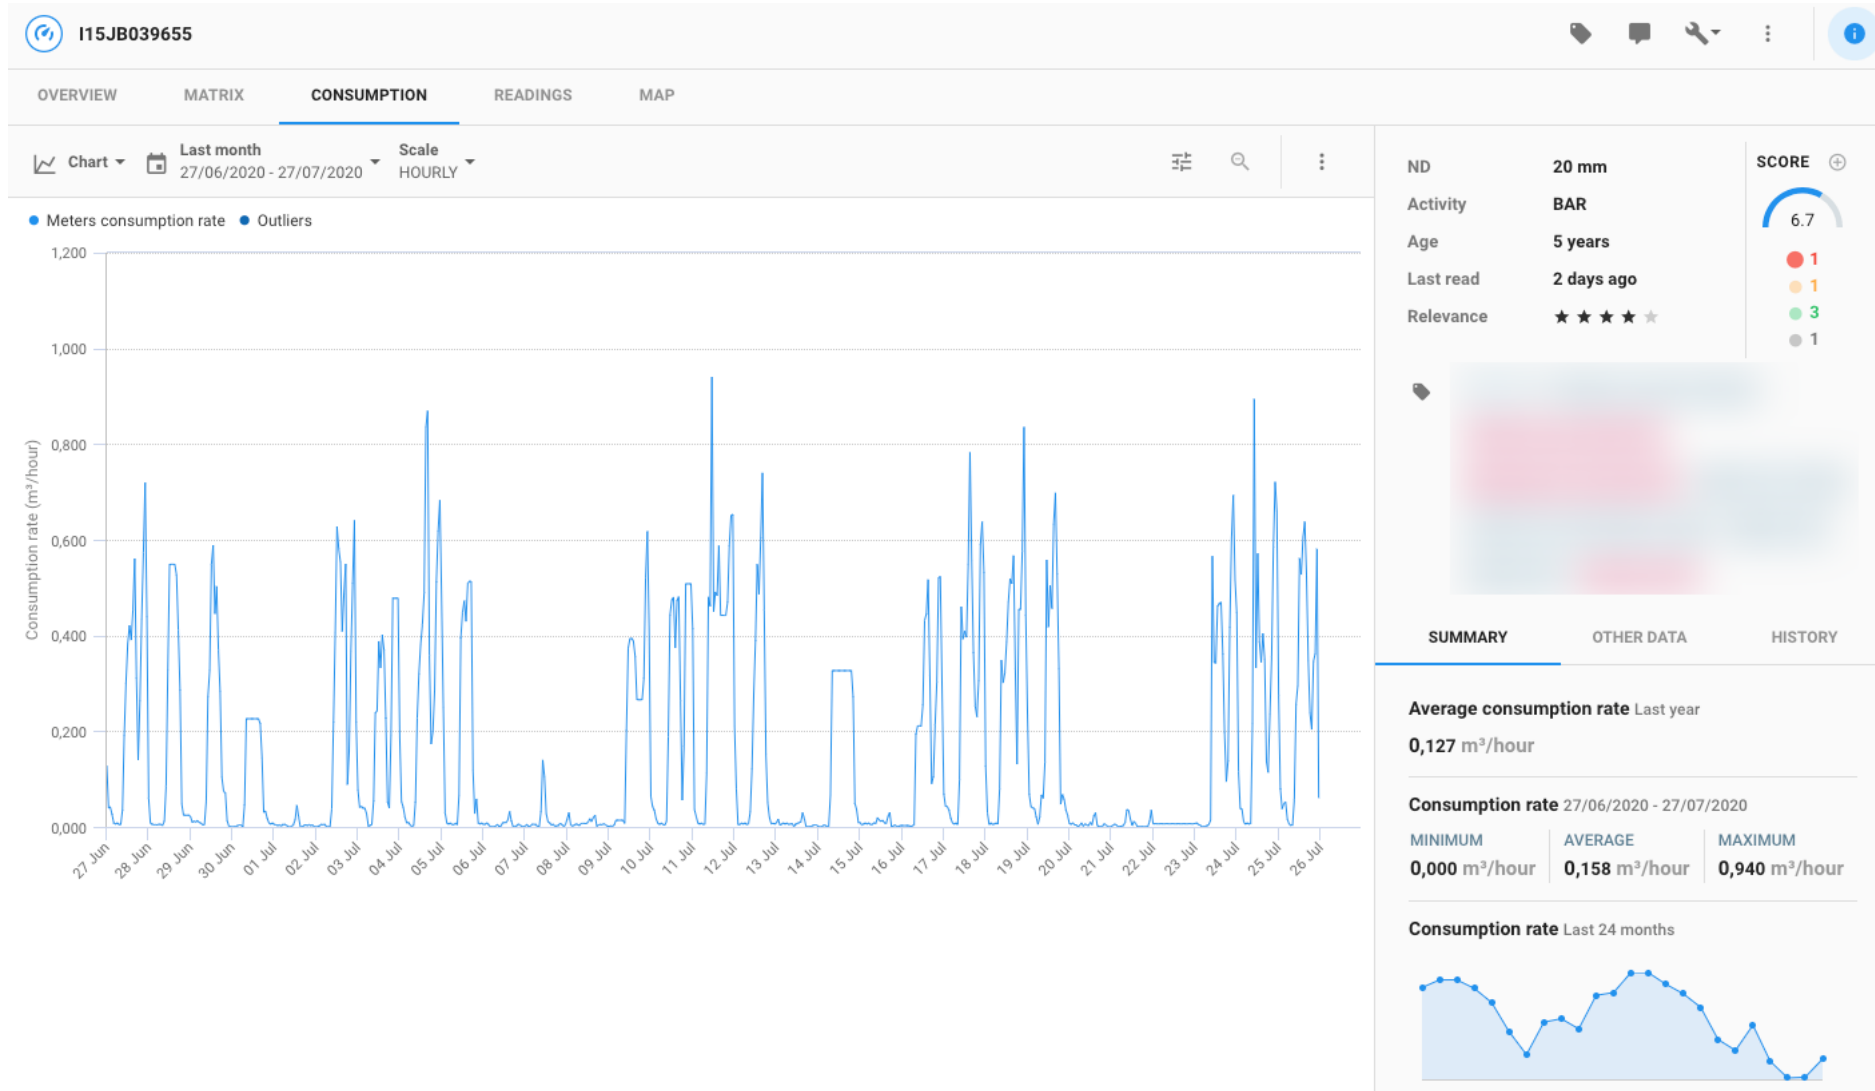 I15JB039655
OVERVIEW MATRIX CONSUMPTION READINGS MAP
Chart
Last month
27/06/2020 - 27/07/2020
Scale
HOURLY
Meters consumption rate Outliers
Consumption rate (m³/hour)
1,200
1,000
0,800
0,600
0,400
0,200
0,000
27 Jun 28 Jun 29 Jun 30 Jun 01 Jul 02 Jul 03 Jul 04 Jul 05 Jul 06 Jul 07 Jul 08 Jul 09 Jul 10 Jul 11 Jul 12 Jul 13 Jul 14 Jul 15 Jul 16 Jul 17 Jul 18 Jul 19 Jul 20 Jul 21 Jul 22 Jul 23 Jul 24 Jul 25 Jul 26 Jul
ND 20 mm
Activity BAR
Age 5 years
Last read 2 days ago
Relevance
SCORE
6.7
1
1
3
1
SUMMARY OTHER DATA HISTORY
Average consumption rate Last year
0,127 m³/hour
Consumption rate 27/06/2020 - 27/07/2020
MINIMUM AVERAGE MAXIMUM
0,000 m³/hour 0,158 m³/hour 0,940 m³/hour
Consumption rate Last 24 months